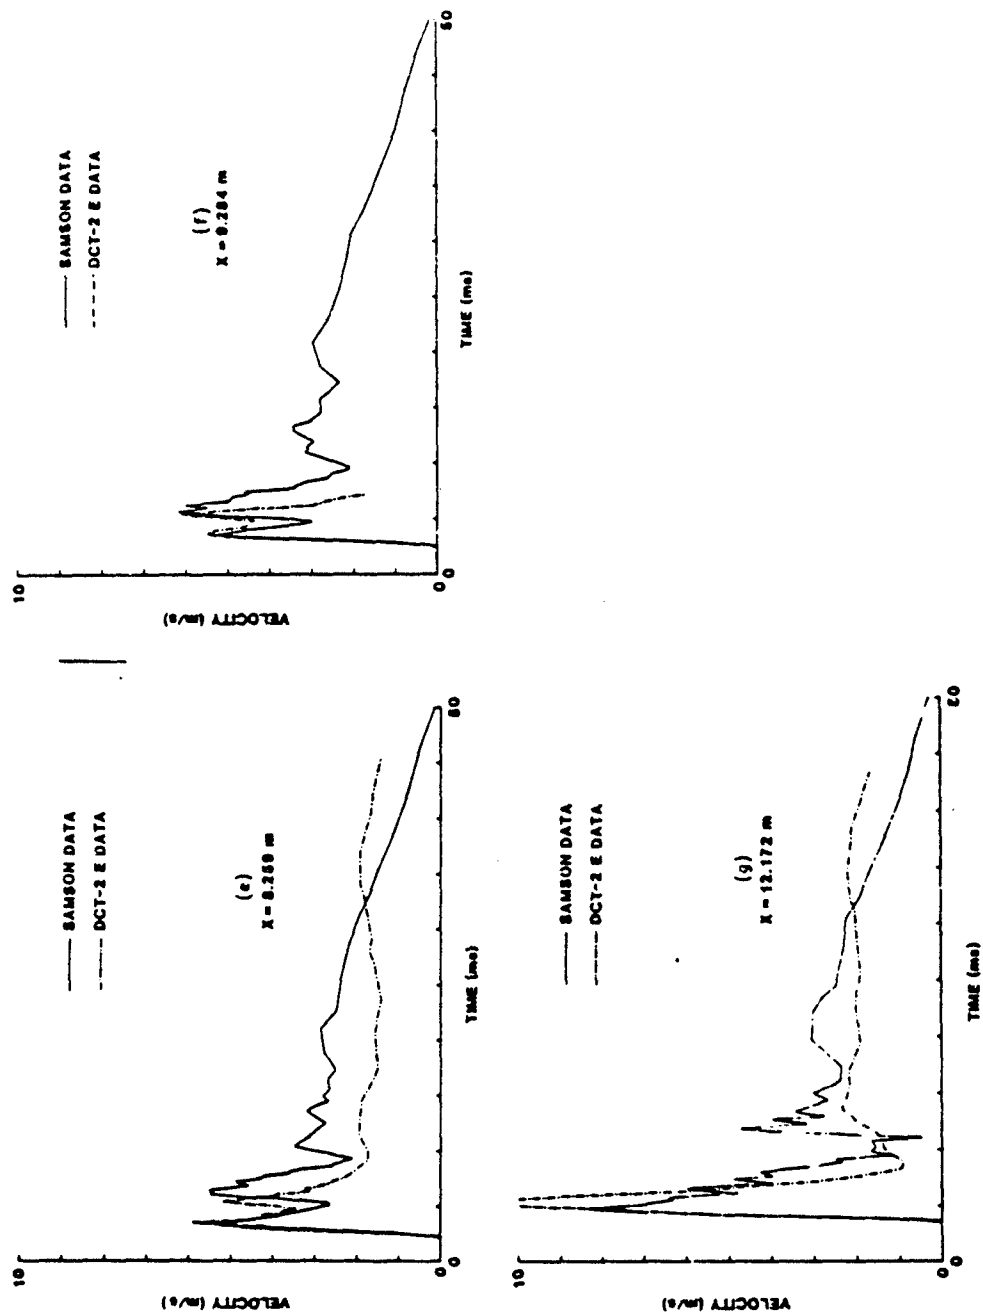 SAMSON DATA
DCT-2 E DATA
(e)
X = 8.259 m
VELOCITY (m/s)
10
0
0
50
TIME (ms)
SAMSON DATA
DCT-2 E DATA
(f)
X = 9.284 m
VELOCITY (m/s)
10
0
0
50
TIME (ms)
SAMSON DATA
DCT-2 E DATA
(g)
X = 12.172 m
VELOCITY (m/s)
10
0
0
50
TIME (ms)